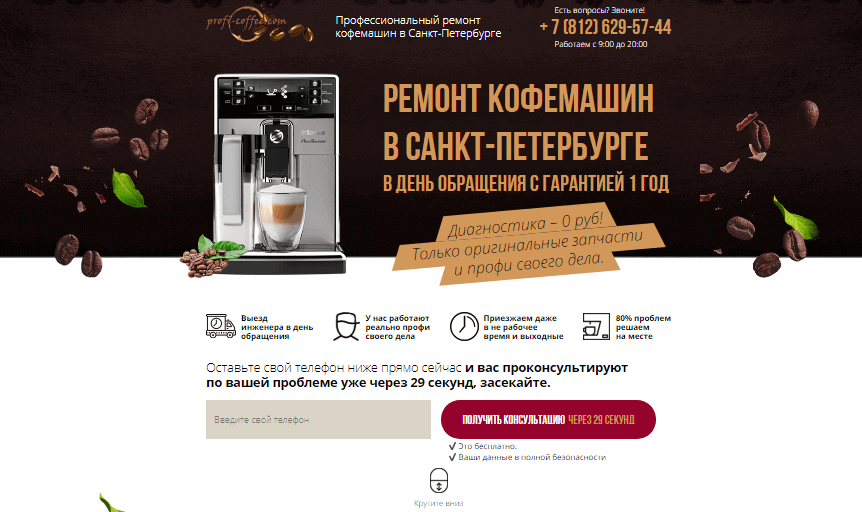 proff-coffee.com
Профессиональный ремонт
кофемашин в Санкт-Петербурге
Есть вопросы? Звоните!
+ 7 (812) 629-57-44
Работаем с 9:00 до 20:00
РЕМОНТ КОФЕМАШИН
В САНКТ-ПЕТЕРБУРГЕ
В ДЕНЬ ОБРАЩЕНИЯ С ГАРАНТИЕЙ 1 ГОД
Диагностика – 0 руб!
Только оригинальные запчасти
и профи своего дела.
Выезд
инженера в день
обращения
У нас работают
реально профи
своего дела
Приезжаем даже
в не рабочее
время и выходные
80% проблем
решаем
на месте
Оставьте свой телефон ниже прямо сейчас и вас проконсультируют
по вашей проблеме уже через 29 секунд, засекайте.
Введите свой телефон
ПОЛУЧИТЬ КОНСУЛЬТАЦИЮ ЧЕРЕЗ 29 СЕКУНД
Это бесплатно.
Ваши данные в полной безопасности
Крутите вниз